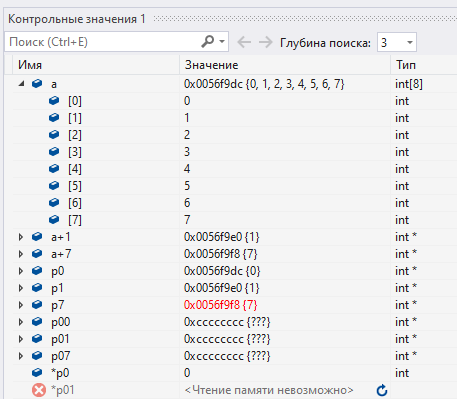 Контрольные значения 1
Поиск (Ctrl+E) Глубина поиска: 3
Имя Значение Тип
a 0x0056f9dc {0, 1, 2, 3, 4, 5, 6, 7} int[8]
[0] 0 int
[1] 1 int
[2] 2 int
[3] 3 int
[4] 4 int
[5] 5 int
[6] 6 int
[7] 7 int
a+1 0x0056f9e0 {1} int *
a+7 0x0056f9f8 {7} int *
p0 0x0056f9dc {0} int *
p1 0x0056f9e0 {1} int *
p7 0x0056f9f8 {7} int *
p00 0xcccccccc {???} int *
p01 0xcccccccc {???} int *
p07 0xcccccccc {???} int *
*p0 0 int
*p01 <Чтение памяти невозможно>